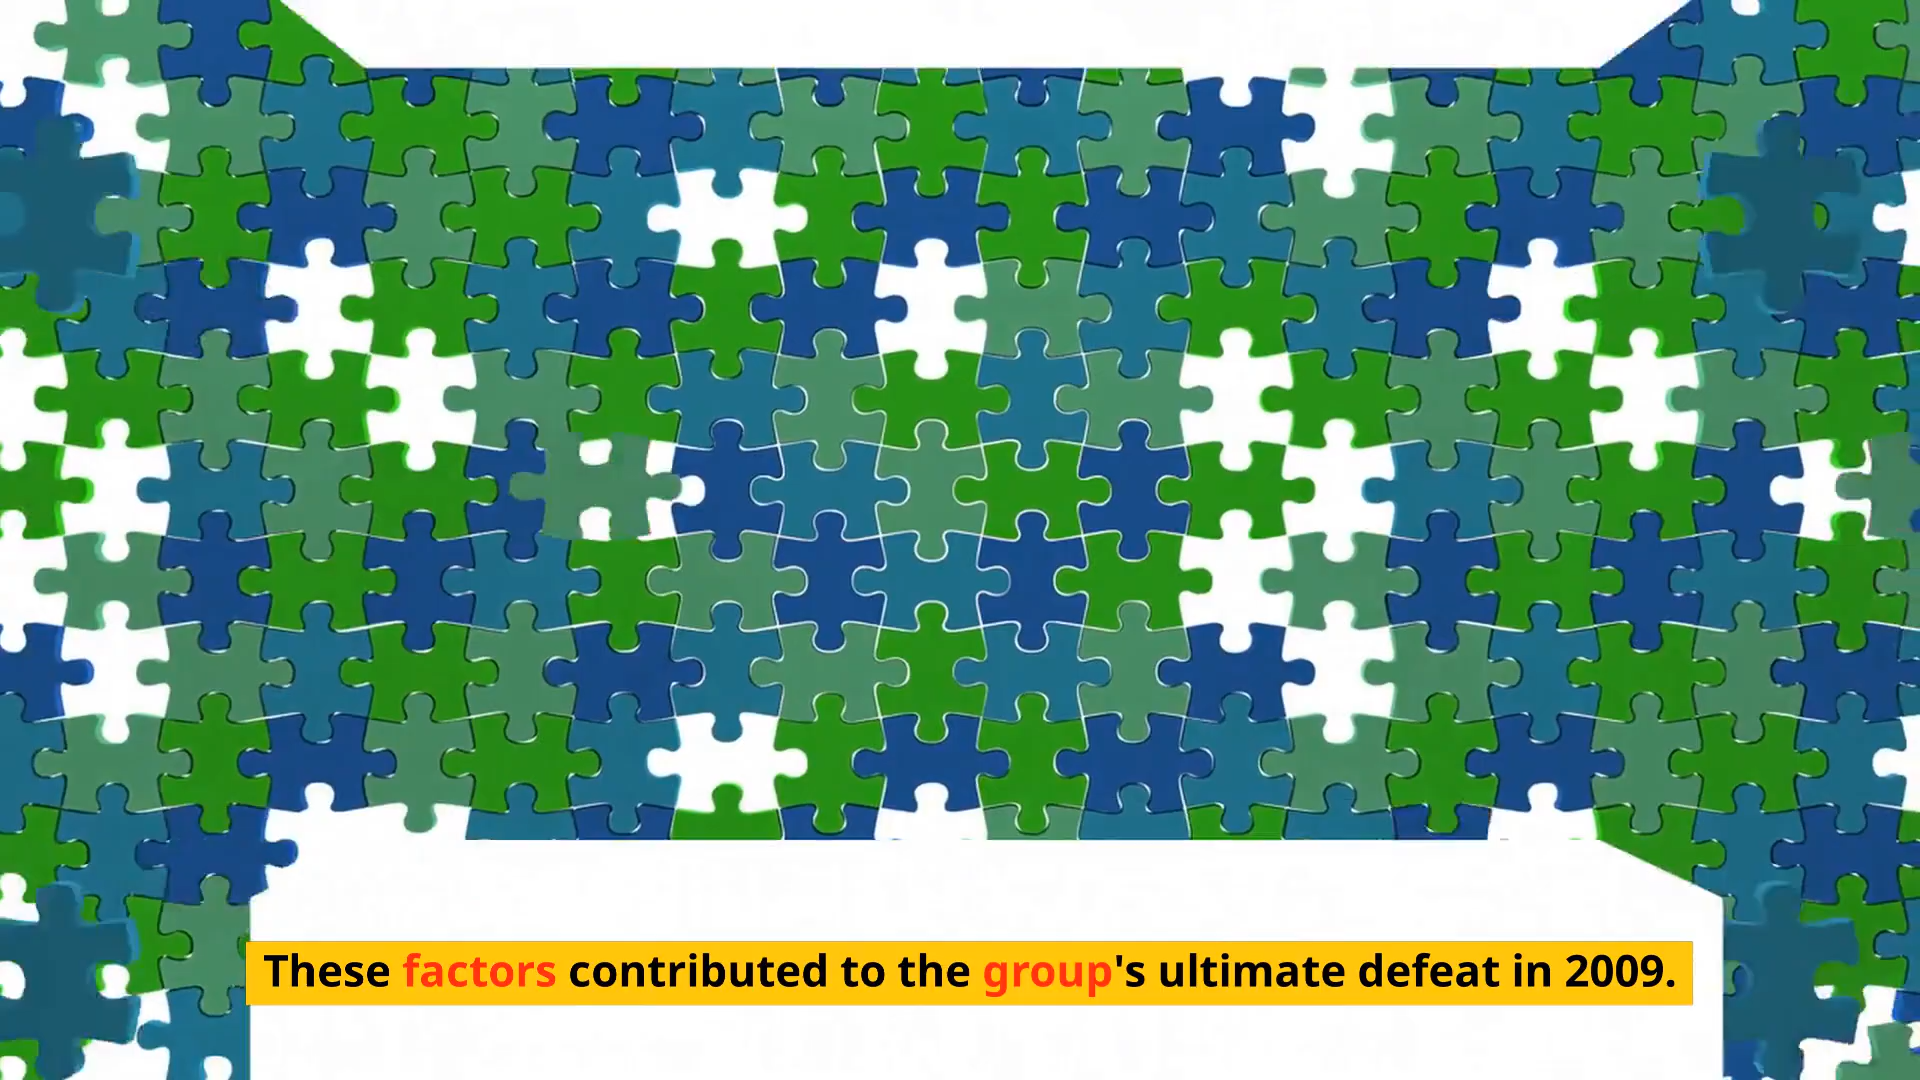 These factors contributed to the group's ultimate defeat in 2009.